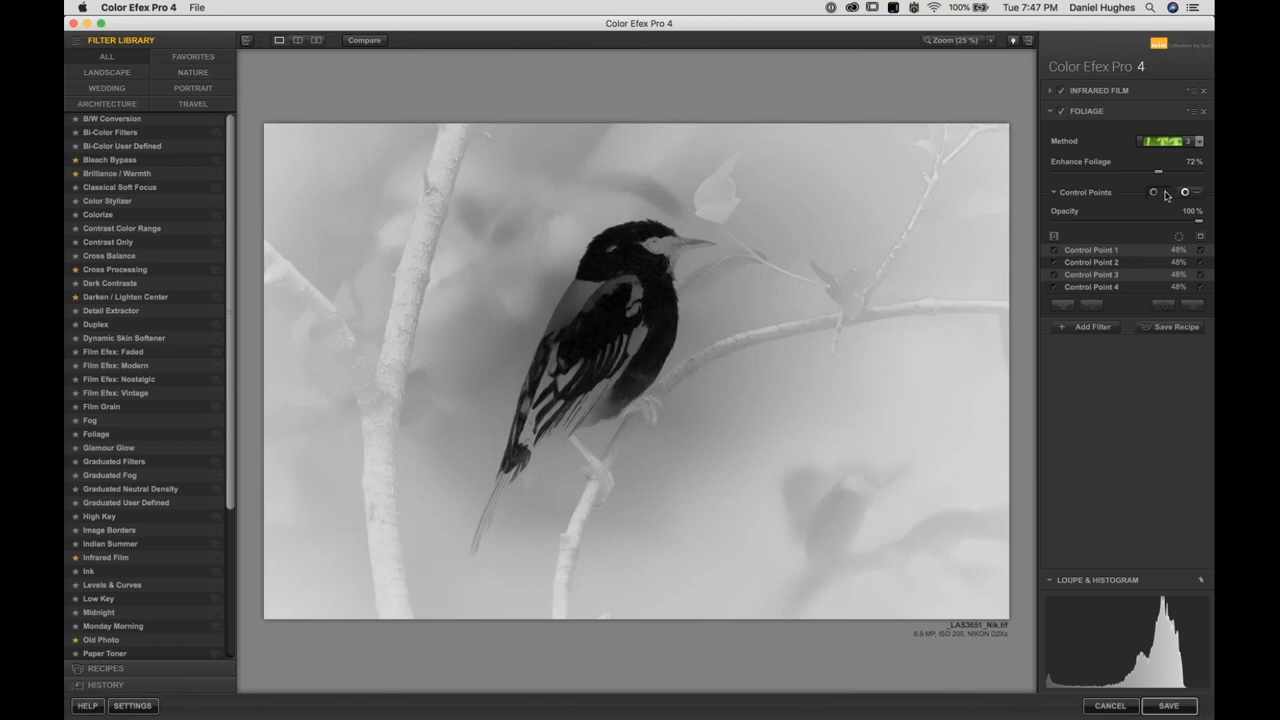 Color Efex Pro 4 File 100% Tue 7:47 PM Daniel Hughes
Color Efex Pro 4
FILTER LIBRARY
ALL FAVORITES
LANDSCAPE NATURE
WEDDING PORTRAIT
ARCHITECTURE TRAVEL
B/W Conversion
Bi-Color Filters
Bi-Color User Defined
Bleach Bypass
Brilliance / Warmth
Classical Soft Focus
Color Stylizer
Colorize
Contrast Color Range
Contrast Only
Cross Balance
Cross Processing
Dark Contrasts
Darken / Lighten Center
Detail Extractor
Duplex
Dynamic Skin Softener
Film Efex: Faded
Film Efex: Modern
Film Efex: Nostalgic
Film Efex: Vintage
Film Grain
Fog
Foliage
Glamour Glow
Graduated Filters
Graduated Fog
Graduated Neutral Density
Graduated User Defined
High Key
Image Borders
Indian Summer
Infrared Film
Ink
Levels & Curves
Low Key
Midnight
Monday Morning
Old Photo
Paper Toner
RECIPES
HISTORY
HELP SETTINGS
Compare
Zoom (25 %)
_LAS3651_Nik.tif
6.9 MP, ISO 200, NIKON D2Xs
nik Collection by DxO
Color Efex Pro 4
INFRARED FILM
FOLIAGE
Method 3
Enhance Foliage 72 %
Control Points
Opacity 100 %
Control Point 1 48%
Control Point 2 48%
Control Point 3 48%
Control Point 4 48%
+ Add Filter Save Recipe
LOUPE & HISTOGRAM
CANCEL SAVE